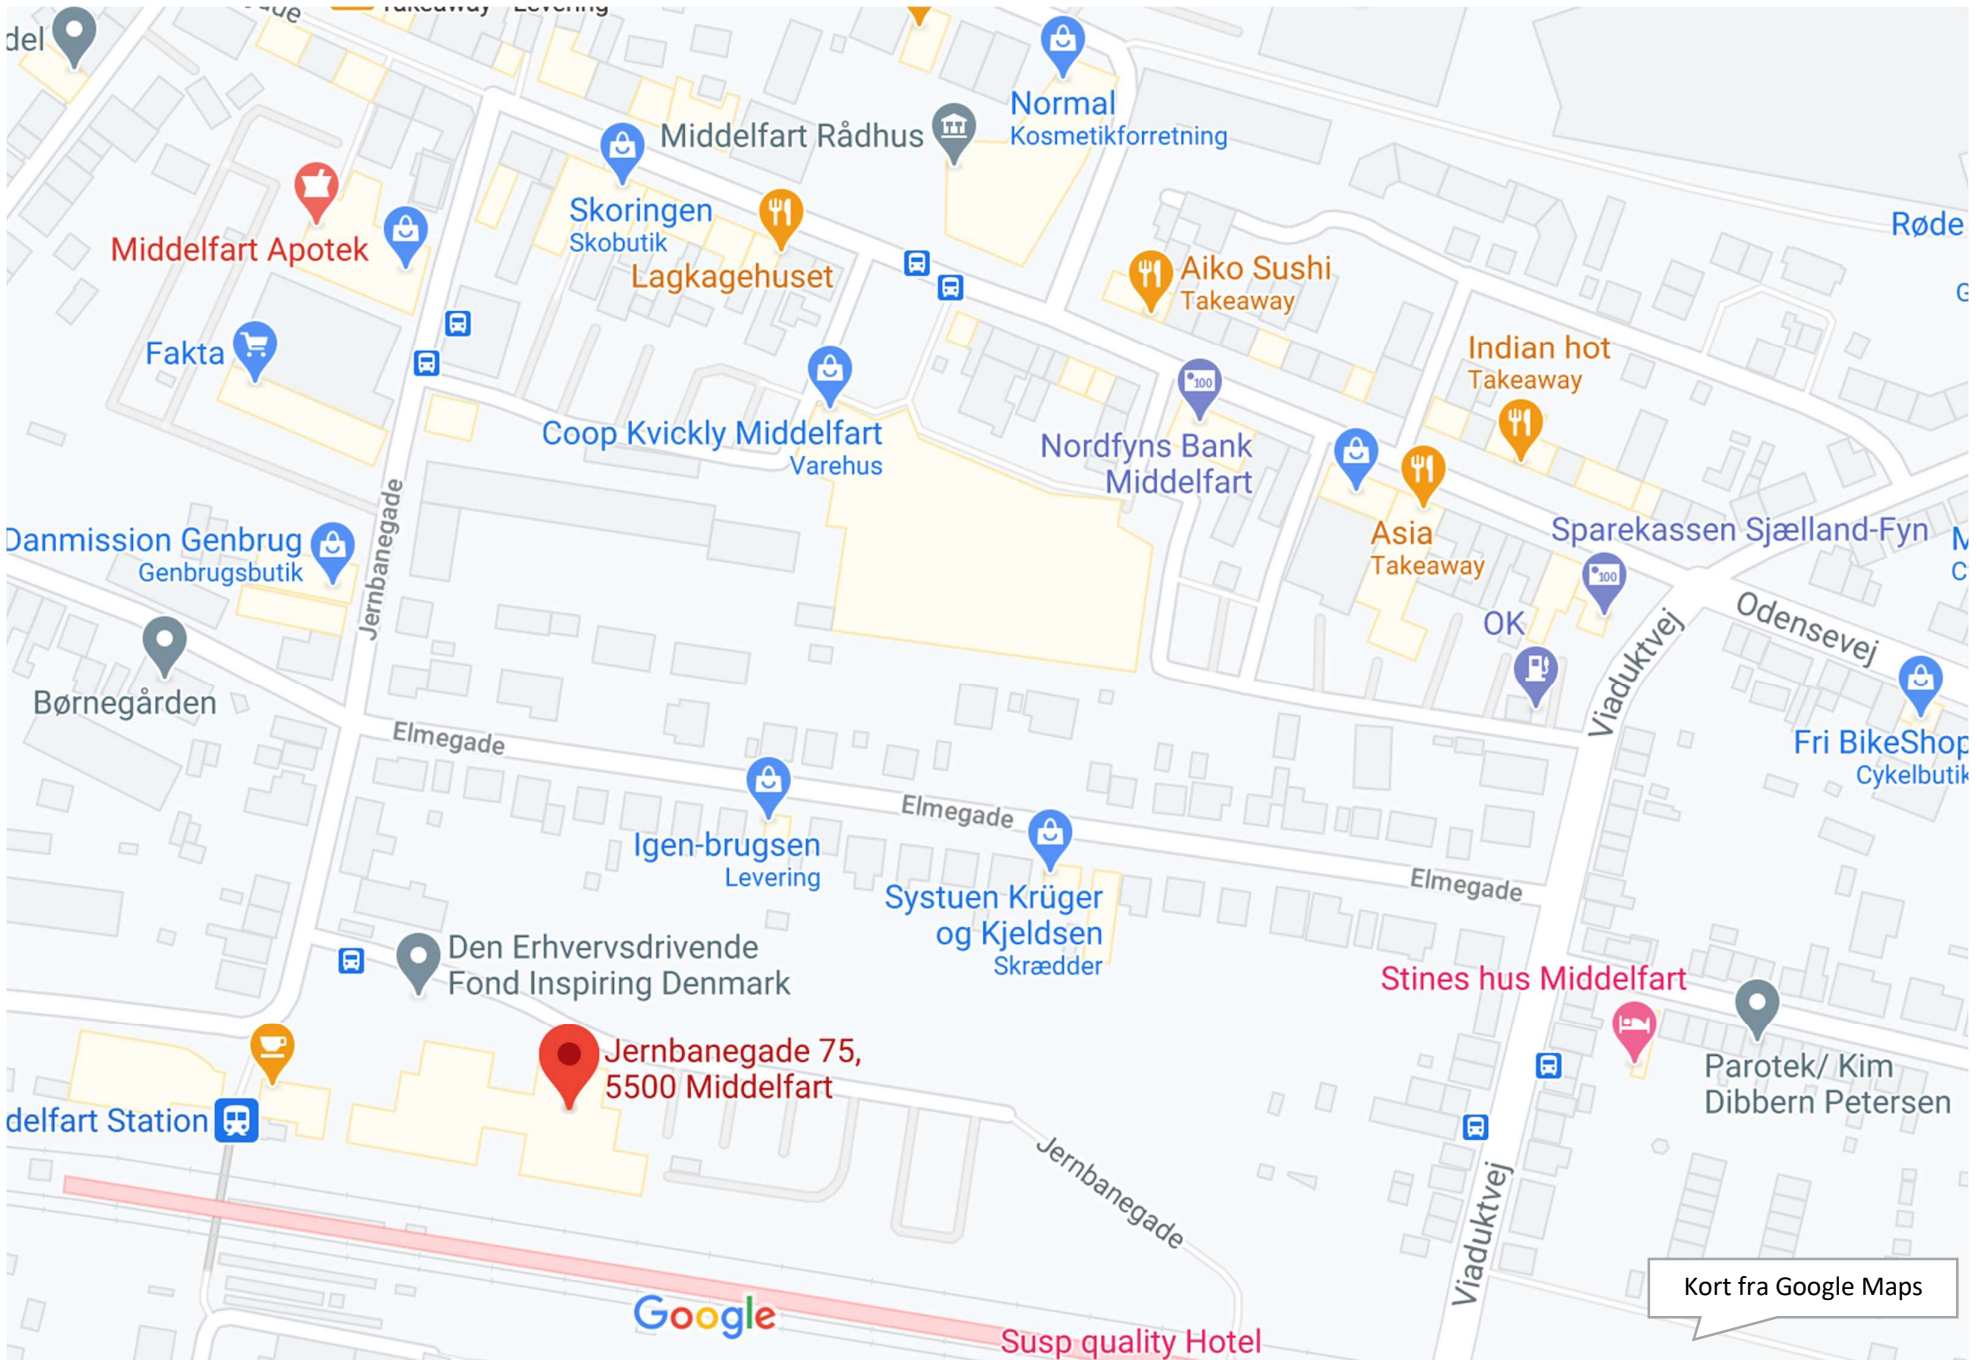 Takeaway · Levering
Normal
Kosmetikforretning
Middelfart Rådhus
Skoringen
Skobutik
Lagkagehuset
Middelfart Apotek
Røde
Aiko Sushi
Takeaway
Fakta
Indian hot
Takeaway
Coop Kvickly Middelfart
Varehus
Nordfyns Bank
Middelfart
100
Jernbanegade
Asia
Takeaway
Sparekassen Sjælland-Fyn
100
Danmission Genbrug
Genbrugsbutik
OK
Odensevej
Viaduktvej
Børnegården
Elmegade
Fri BikeShop
Cykelbutik
Elmegade
Igen-brugsen
Levering
Elmegade
Systuen Krüger
og Kjeldsen
Skrædder
Den Erhvervsdrivende
Fond Inspiring Denmark
Stines hus Middelfart
Jernbanegade 75,
5500 Middelfart
Parotek/ Kim
Dibbern Petersen
delfart Station
Jernbanegade
Viaduktvej
Kort fra Google Maps
Google
Susp quality Hotel